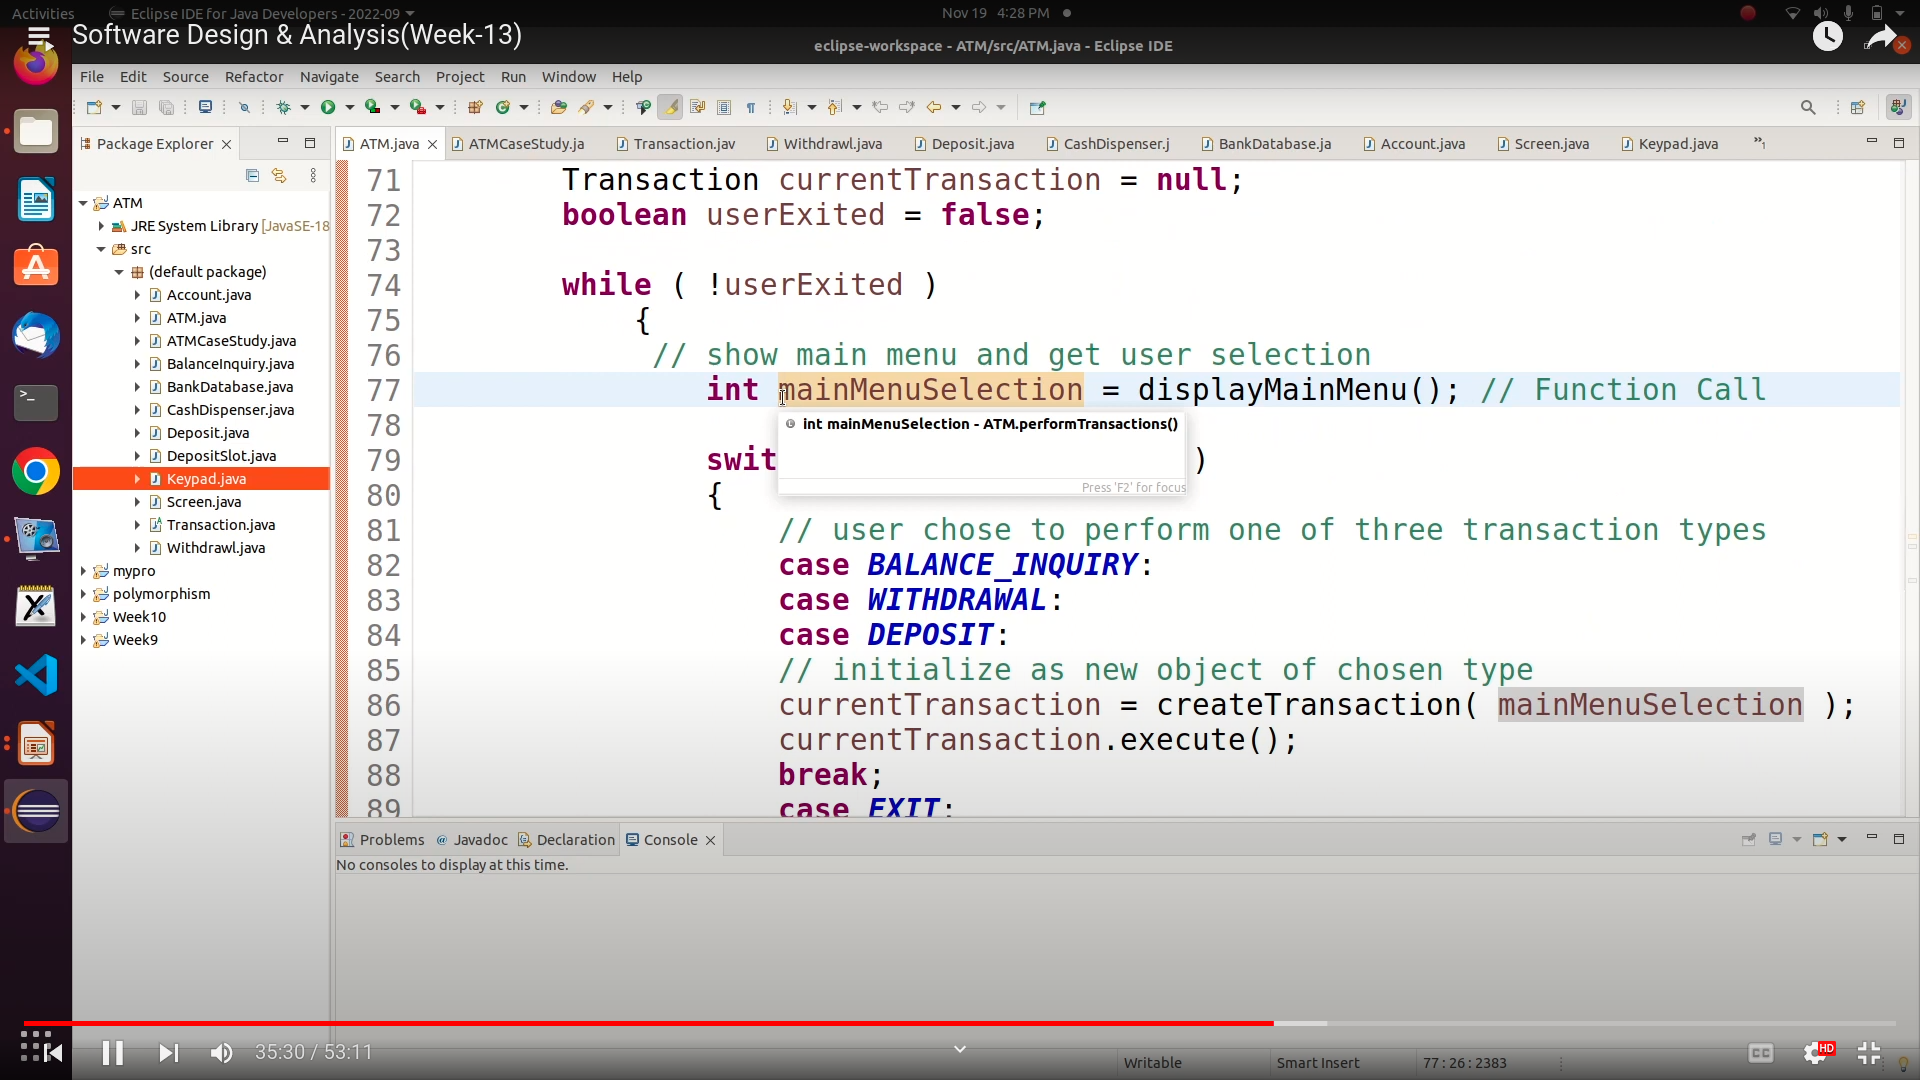 Activities
Eclipse IDE for Java Developers - 2022-09
Nov 19 4:28 PM
Software Design & Analysis(Week-13)
eclipse-workspace - ATM/src/ATM.java - Eclipse IDE
File Edit Source Refactor Navigate Search Project Run Window Help
Package Explorer
ATM.java ATMCaseStudy.ja Transaction.jav Withdrawl.java Deposit.java CashDispenser.j BankDatabase.ja Account.java Screen.java Keypad.java »1
ATM
JRE System Library [JavaSE-18
src
(default package)
Account.java
ATM.java
ATMCaseStudy.java
BalanceInquiry.java
BankDatabase.java
CashDispenser.java
Deposit.java
DepositSlot.java
Keypad.java
Screen.java
Transaction.java
Withdrawl.java
mypro
polymorphism
Week10
Week9
71 Transaction currentTransaction = null;
72 boolean userExited = false;
73
74 while ( !userExited )
75 {
76 // show main menu and get user selection
77 int mainMenuSelection = displayMainMenu(); // Function Call
78
int mainMenuSelection - ATM.performTransactions()
79 swit )
Press 'F2' for focus
80 {
81 // user chose to perform one of three transaction types
82 case BALANCE_INQUIRY:
83 case WITHDRAWAL:
84 case DEPOSIT:
85 // initialize as new object of chosen type
86 currentTransaction = createTransaction( mainMenuSelection );
87 currentTransaction.execute();
88 break;
89 case EXIT:
Problems Javadoc Declaration Console
No consoles to display at this time.
35:30 / 53:11
CC HD
Writable Smart Insert 77 : 26 : 2383